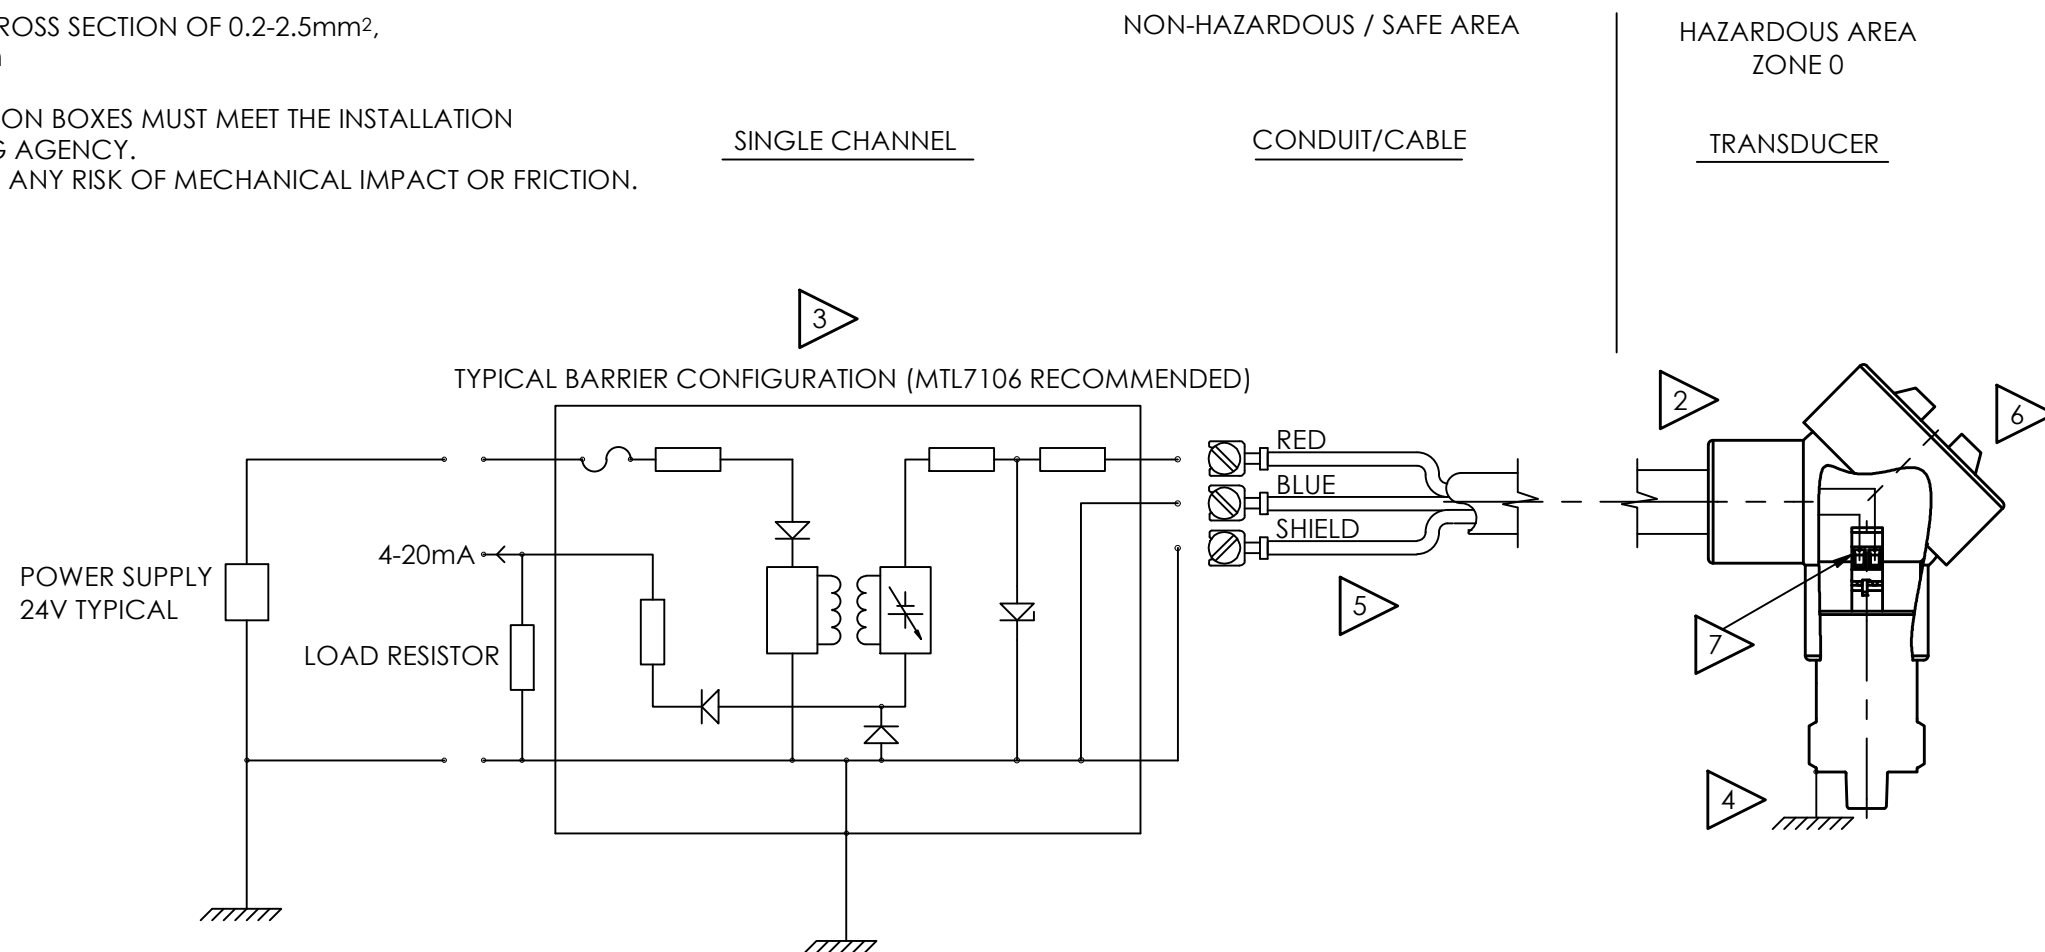 ROSS SECTION OF 0.2-2.5mm²,
ON BOXES MUST MEET THE INSTALLATION
AGENCY.
ANY RISK OF MECHANICAL IMPACT OR FRICTION.
NON-HAZARDOUS / SAFE AREA
HAZARDOUS AREA
ZONE 0
SINGLE CHANNEL
CONDUIT/CABLE
TRANSDUCER
3
TYPICAL BARRIER CONFIGURATION (MTL7106 RECOMMENDED)
2
6
RED
BLUE
SHIELD
4-20mA
POWER SUPPLY
24V TYPICAL
LOAD RESISTOR
5
7
4